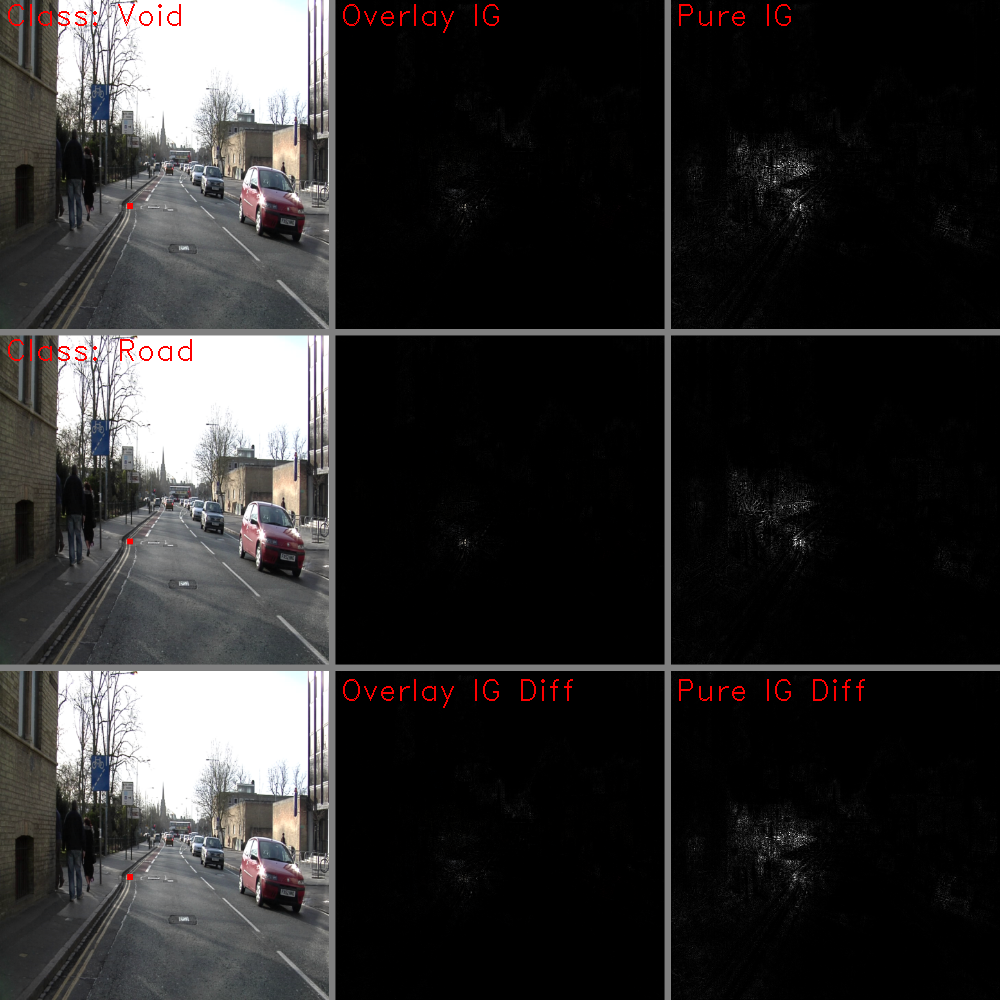 Class: Void
Overlay IG
Pure IG
Class: Road
Overlay IG Diff
Pure IG Diff